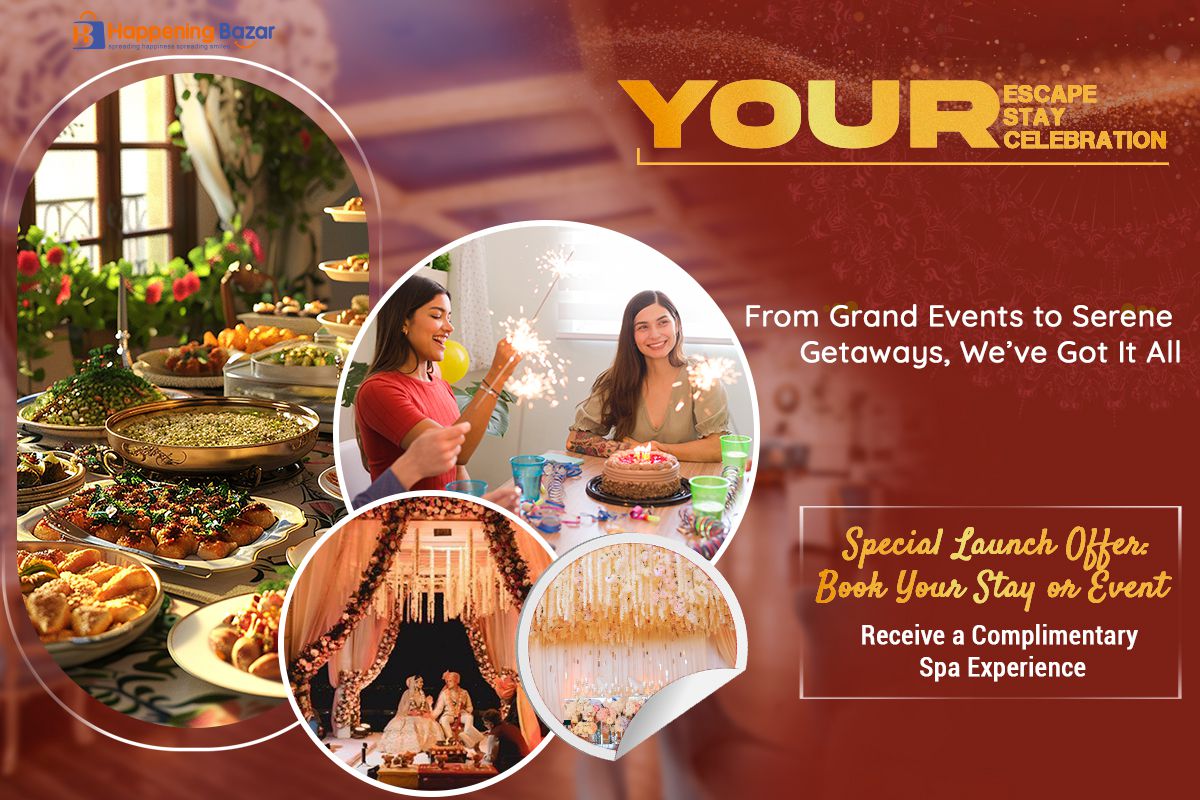 Happening Bazar
spreading happiness spreading smiles
YOUR
ESCAPE
STAY
CELEBRATION
From Grand Events to Serene
Getaways, We've Got It All
Special Launch Offer:
Book Your Stay or Event
Receive a Complimentary
Spa Experience